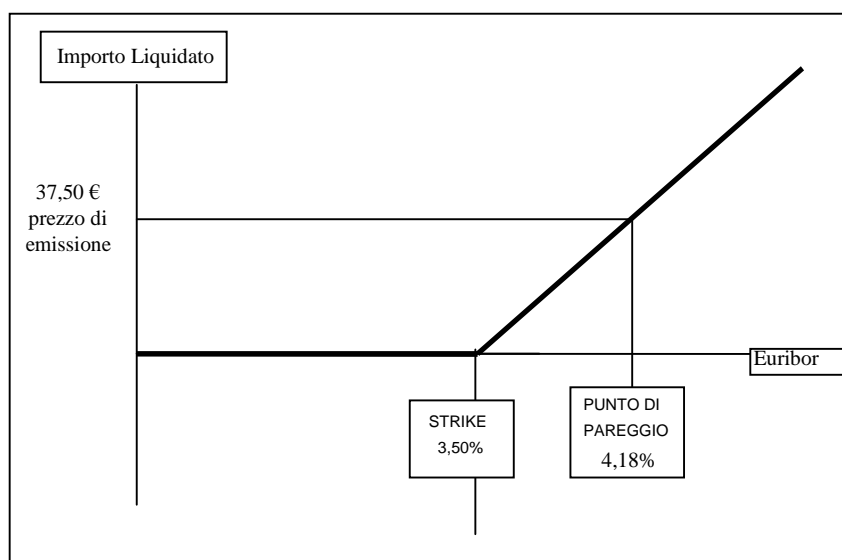 Importo Liquidato
37,50 €
prezzo di
emissione
Euribor
STRIKE
3,50%
PUNTO DI
PAREGGIO
4,18%